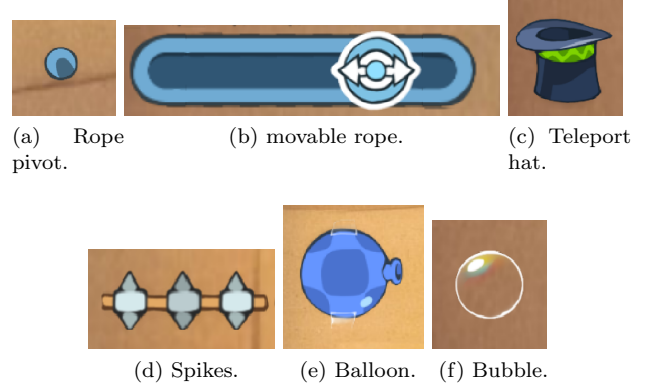 (a) Rope
pivot.
(b) movable rope.
(c) Teleport
hat.
(d) Spikes.
(e) Balloon.
(f) Bubble.